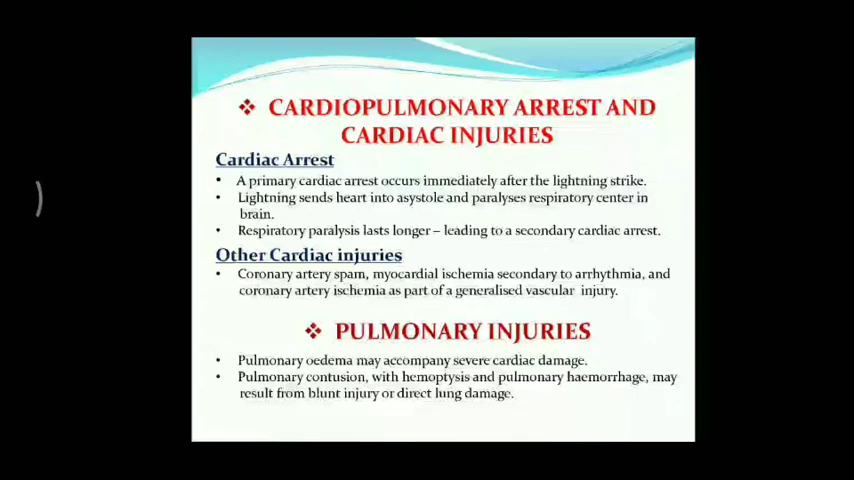 ❖ CARDIOPULMONARY ARREST AND
CARDIAC INJURIES
Cardiac Arrest
• A primary cardiac arrest occurs immediately after the lightning strike.
• Lightning sends heart into asystole and paralyses respiratory center in
brain.
• Respiratory paralysis lasts longer – leading to a secondary cardiac arrest.
Other Cardiac injuries
• Coronary artery spam, myocardial ischemia secondary to arrhythmia, and
coronary artery ischemia as part of a generalised vascular injury.
❖ PULMONARY INJURIES
• Pulmonary oedema may accompany severe cardiac damage.
• Pulmonary contusion, with hemoptysis and pulmonary haemorrhage, may
result from blunt injury or direct lung damage.